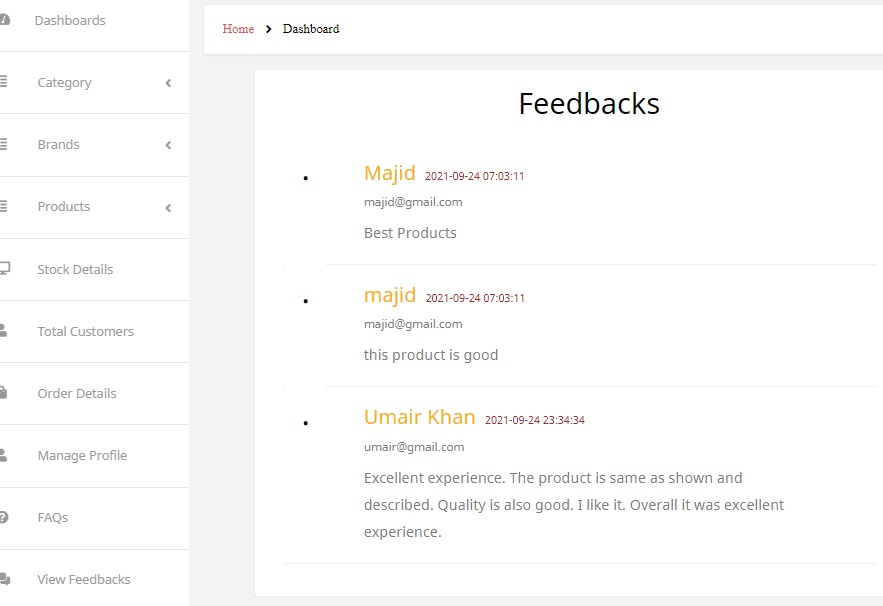 Dashboards
Category
Brands
Products
Stock Details
Total Customers
Order Details
Manage Profile
FAQs
View Feedbacks
Home > Dashboard
Feedbacks
Majid 2021-09-24 07:03:11
majid@gmail.com
Best Products
majid 2021-09-24 07:03:11
majid@gmail.com
this product is good
Umair Khan 2021-09-24 23:34:34
umair@gmail.com
Excellent experience. The product is same as shown and
described. Quality is also good. I like it. Overall it was excellent
experience.